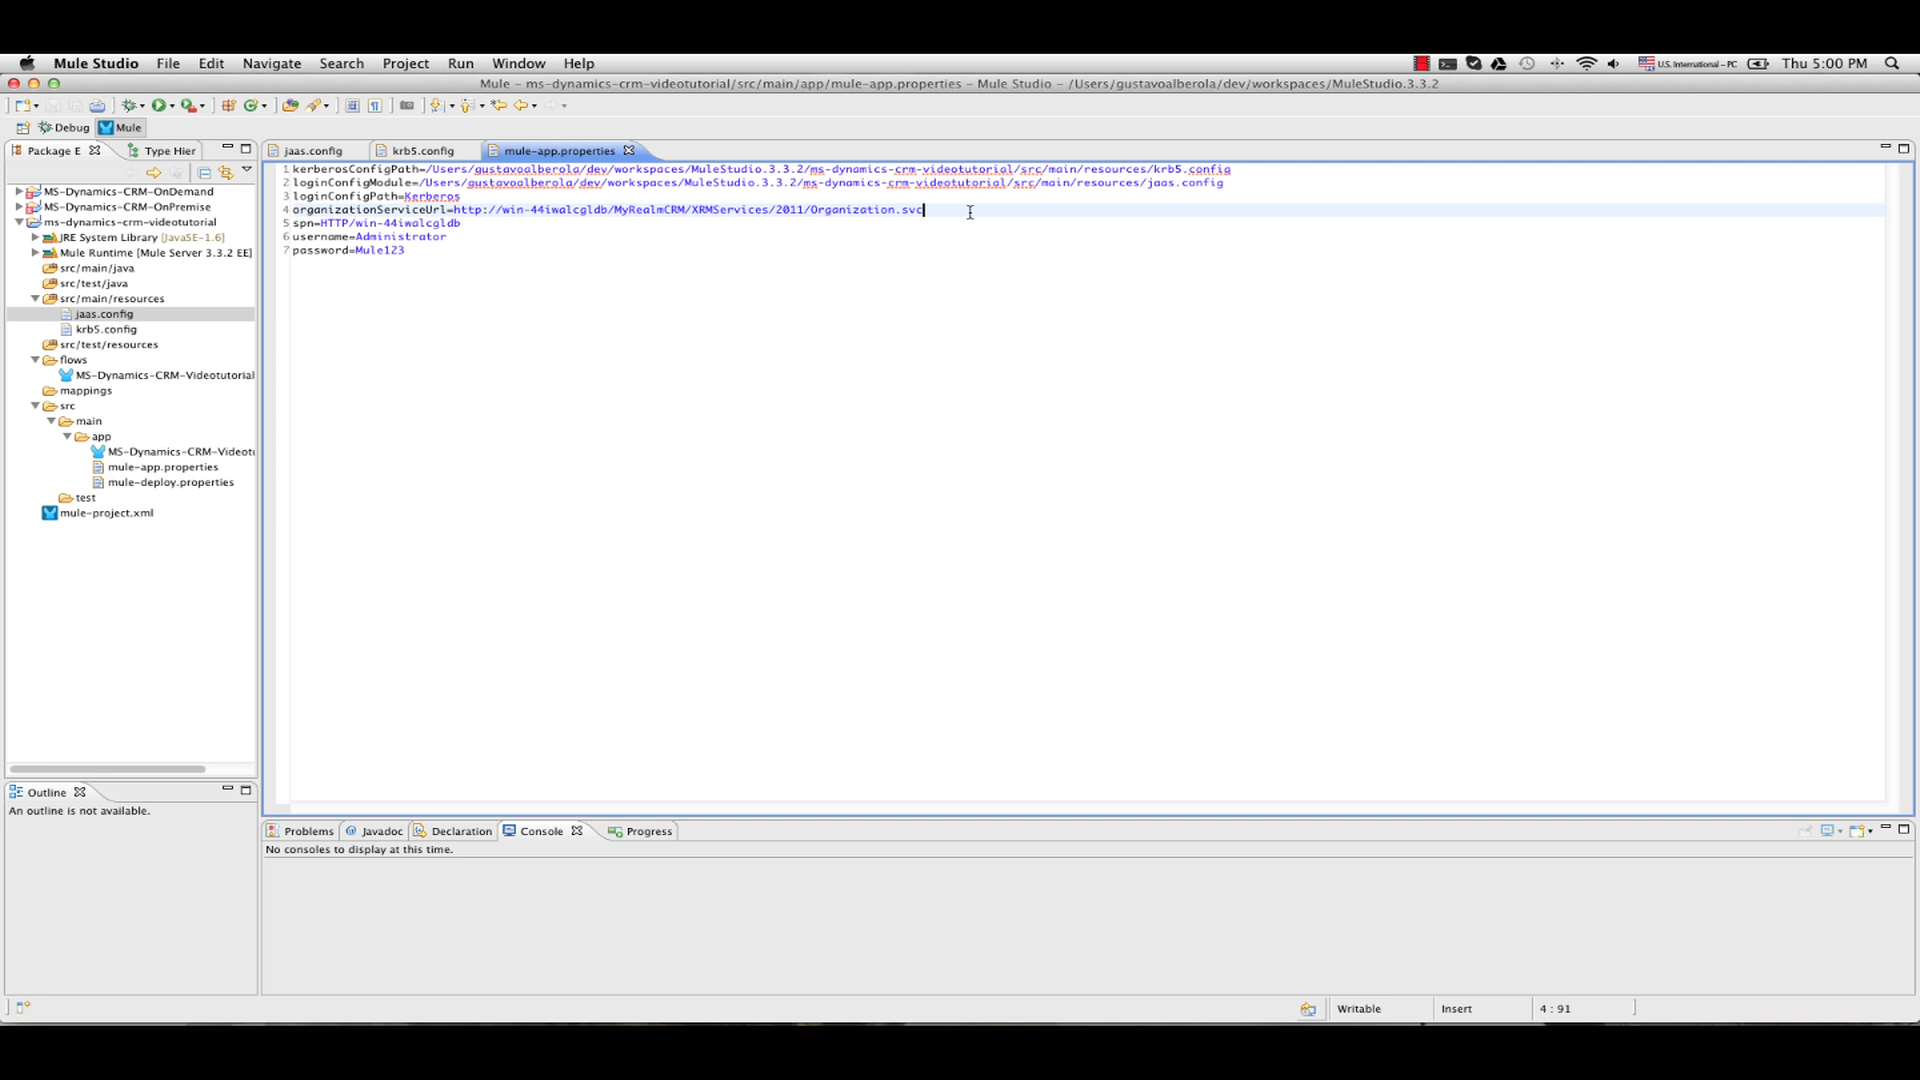 Mule Studio File Edit Navigate Search Project Run Window Help U.S. International – PC Thu 5:00 PM
Mule – ms-dynamics-crm-videotutorial/src/main/app/mule-app.properties – Mule Studio – /Users/gustavoalberola/dev/workspaces/MuleStudio.3.3.2
Debug Mule
Package E Type Hier
jaas.config krb5.config mule-app.properties
MS-Dynamics-CRM-OnDemand
MS-Dynamics-CRM-OnPremise
ms-dynamics-crm-videotutorial
JRE System Library [JavaSE-1.6]
Mule Runtime [Mule Server 3.3.2 EE]
src/main/java
src/test/java
src/main/resources
jaas.config
krb5.config
src/test/resources
flows
MS-Dynamics-CRM-Videotutorial
mappings
src
main
app
MS-Dynamics-CRM-Videotu
mule-app.properties
mule-deploy.properties
test
mule-project.xml
1 kerberosConfigPath=/Users/gustavoalberola/dev/workspaces/MuleStudio.3.3.2/ms-dynamics-crm-videotutorial/src/main/resources/krb5.config
2 loginConfigModule=/Users/gustavoalberola/dev/workspaces/MuleStudio.3.3.2/ms-dynamics-crm-videotutorial/src/main/resources/jaas.config
3 loginConfigPath=Kerberos
4 organizationServiceUrl=http://win-44iwalcgldb/MyRealmCRM/XRMServices/2011/Organization.svc
5 spn=HTTP/win-44iwalcgldb
6 username=Administrator
7 password=Mule123
Outline
An outline is not available.
Problems Javadoc Declaration Console Progress
No consoles to display at this time.
Writable Insert 4 : 91